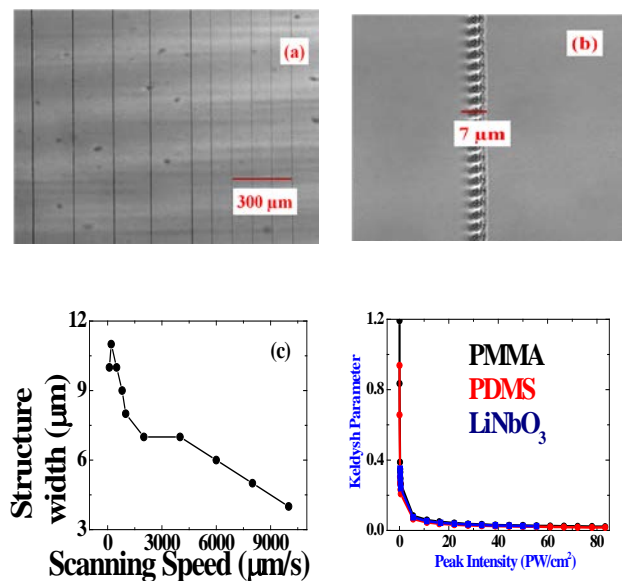 (a)
300 μm
(b)
7 μm
12
9
6
3
0 3000 6000 9000
(c)
Structure
width (μm)
Scanning Speed (μm/s)
1.2
0.8
0.4
0.0
0 20 40 60 80
PMMA
PDMS
LiNbO₃
Keldysh Parameter
Peak Intensity (PW/cm²)